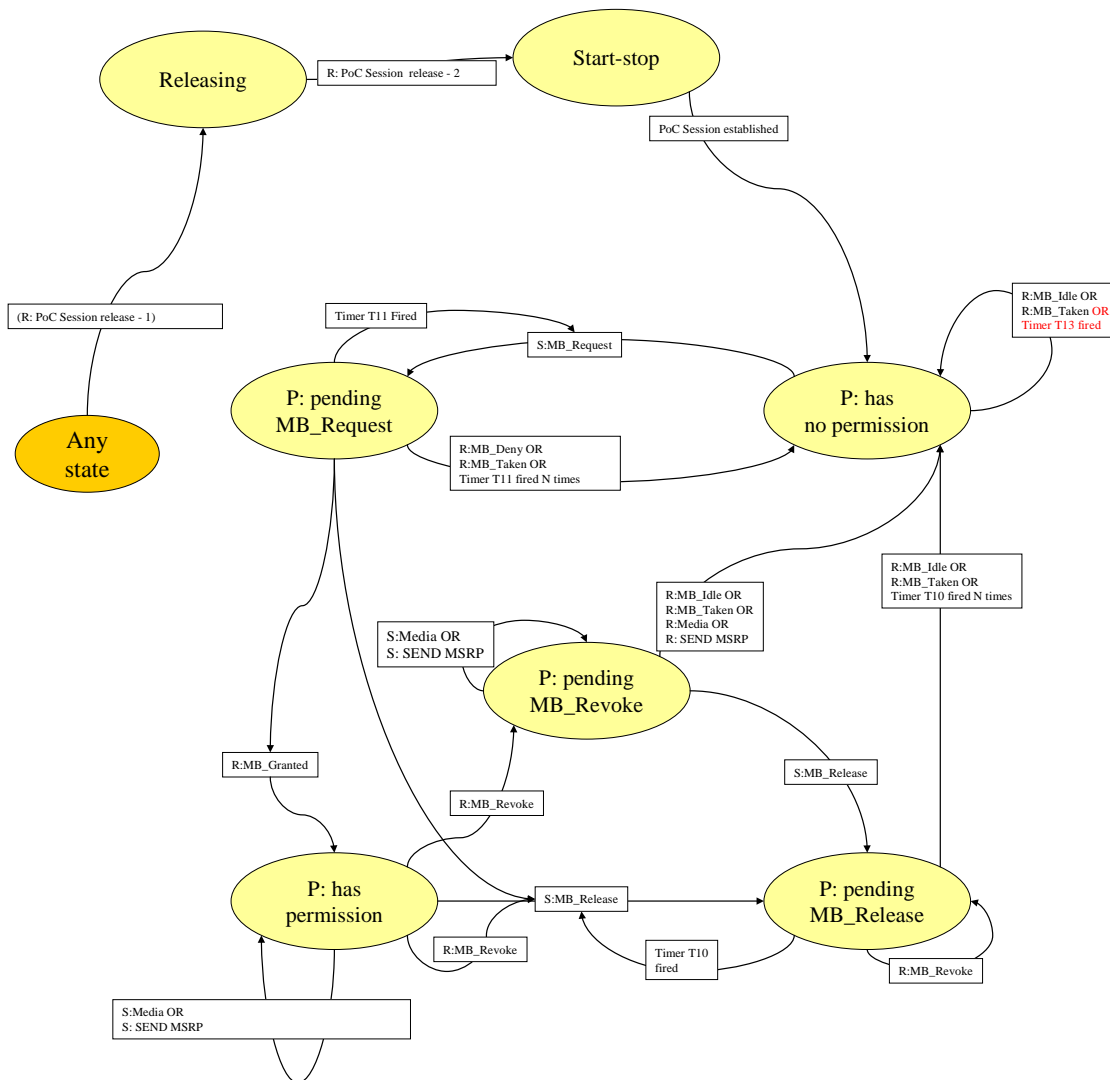 Start-stop
Releasing
R: PoC Session release - 2
PoC Session established
(R: PoC Session release - 1)
Timer T11 Fired
S:MB_Request
R:MB_Idle OR
R:MB_Taken OR
Timer T13 fired
P: pending
MB_Request
P: has
no permission
Any
state
R:MB_Deny OR
R:MB_Taken OR
Timer T11 fired N times
R:MB_Idle OR
R:MB_Taken OR
Timer T10 fired N times
R:MB_Idle OR
R:MB_Taken OR
R:Media OR
R: SEND MSRP
S:Media OR
S: SEND MSRP
P: pending
MB_Revoke
R:MB_Granted
S:MB_Release
R:MB_Revoke
P: has
permission
S:MB_Release
P: pending
MB_Release
R:MB_Revoke
Timer T10
fired
R:MB_Revoke
S:Media OR
S: SEND MSRP